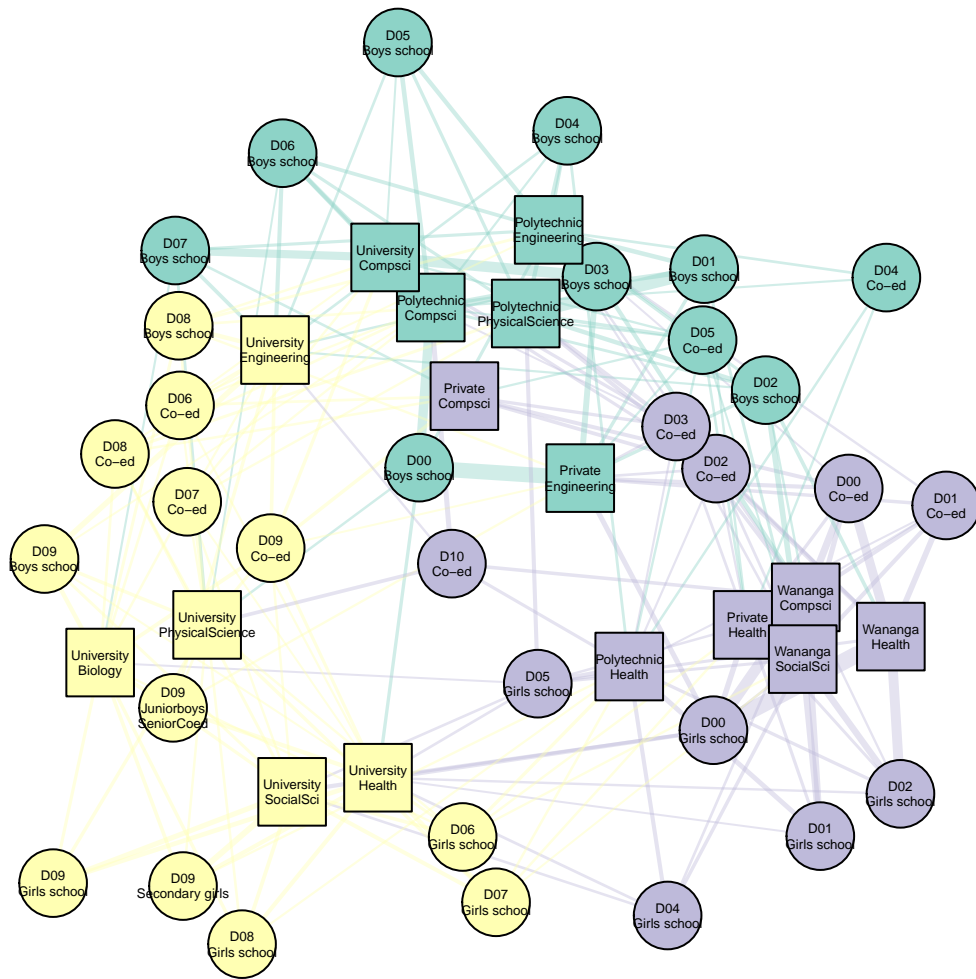 D05
Boys school
D04
Boys school
D06
Boys school
Polytechnic
Engineering
D07
Boys school
University
Compsci
D03
Boys school
D01
Boys school
D04
Co−ed
Polytechnic
Compsci
Polytechnic
PhysicalScience
D08
Boys school
University
Engineering
D05
Co−ed
Private
Compsci
D02
Boys school
D06
Co−ed
D03
Co−ed
D08
Co−ed
D00
Boys school
Private
Engineering
D02
Co−ed
D00
Co−ed
D07
Co−ed
D01
Co−ed
D09
Boys school
D09
Co−ed
D10
Co−ed
Wananga
Compsci
University
PhysicalScience
Private
Health
Wananga
Health
University
Biology
Polytechnic
Health
Wananga
SocialSci
D05
Girls school
D09
Juniorboys
SeniorCoed
D00
Girls school
University
SocialSci
University
Health
D02
Girls school
D06
Girls school
D01
Girls school
D09
Girls school
D09
Secondary girls
D07
Girls school
D04
Girls school
D08
Girls school